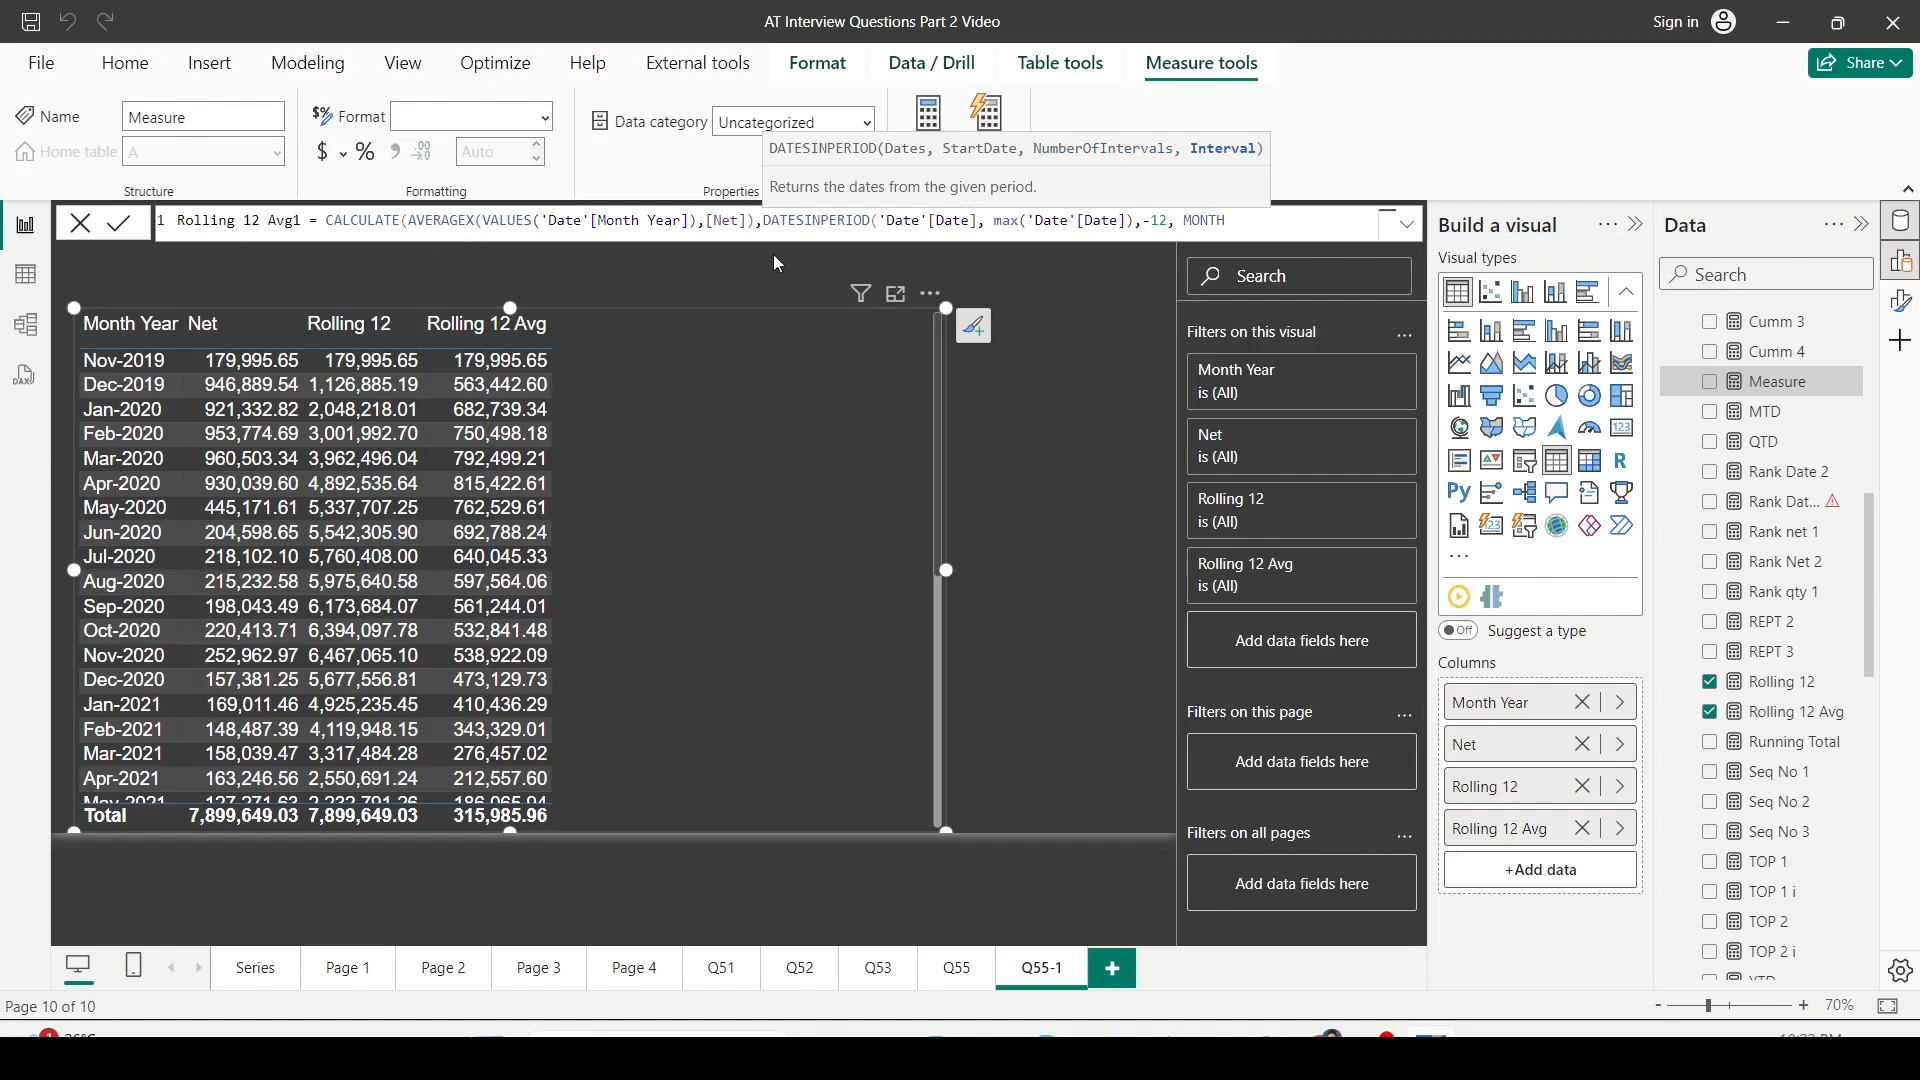 AT Interview Questions Part 2 Video
Sign in
File Home Insert Modeling View Optimize Help External tools Format Data / Drill Table tools Measure tools
Share
Name Measure
Home table A
Structure
$% Format
$ % , .00
Auto
Formatting
Data category Uncategorized
Properties
DATESINPERIOD(Dates, StartDate, NumberOfIntervals, Interval)
Returns the dates from the given period.
1 Rolling 12 Avg1 = CALCULATE(AVERAGEX(VALUES('Date'[Month Year]),[Net]),DATESINPERIOD('Date'[Date], max('Date'[Date]),-12, MONTH
DAX
Month Year Net Rolling 12 Rolling 12 Avg
Nov-2019 179,995.65 179,995.65 179,995.65
Dec-2019 946,889.54 1,126,885.19 563,442.60
Jan-2020 921,332.82 2,048,218.01 682,739.34
Feb-2020 953,774.69 3,001,992.70 750,498.18
Mar-2020 960,503.34 3,962,496.04 792,499.21
Apr-2020 930,039.60 4,892,535.64 815,422.61
May-2020 445,171.61 5,337,707.25 762,529.61
Jun-2020 204,598.65 5,542,305.90 692,788.24
Jul-2020 218,102.10 5,760,408.00 640,045.33
Aug-2020 215,232.58 5,975,640.58 597,564.06
Sep-2020 198,043.49 6,173,684.07 561,244.01
Oct-2020 220,413.71 6,394,097.78 532,841.48
Nov-2020 252,962.97 6,467,065.10 538,922.09
Dec-2020 157,381.25 5,677,556.81 473,129.73
Jan-2021 169,011.46 4,925,235.45 410,436.29
Feb-2021 148,487.39 4,119,948.15 343,329.01
Mar-2021 158,039.47 3,317,484.28 276,457.02
Apr-2021 163,246.56 2,550,691.24 212,557.60
May-2021
Total 7,899,649.03 7,899,649.03 315,985.96
Search
Filters on this visual
Month Year
is (All)
Net
is (All)
Rolling 12
is (All)
Rolling 12 Avg
is (All)
Add data fields here
Filters on this page
Add data fields here
Filters on all pages
Add data fields here
Build a visual
Visual types
123
R
Py
123
Off Suggest a type
Columns
Month Year
Net
Rolling 12
Rolling 12 Avg
+Add data
Data
Search
Cumm 3
Cumm 4
Measure
MTD
QTD
Rank Date 2
Rank Dat...
Rank net 1
Rank Net 2
Rank qty 1
REPT 2
REPT 3
Rolling 12
Rolling 12 Avg
Running Total
Seq No 1
Seq No 2
Seq No 3
TOP 1
TOP 1 i
TOP 2
TOP 2 i
YTD
Series Page 1 Page 2 Page 3 Page 4 Q51 Q52 Q53 Q55 Q55-1
Page 10 of 10
- + 70%